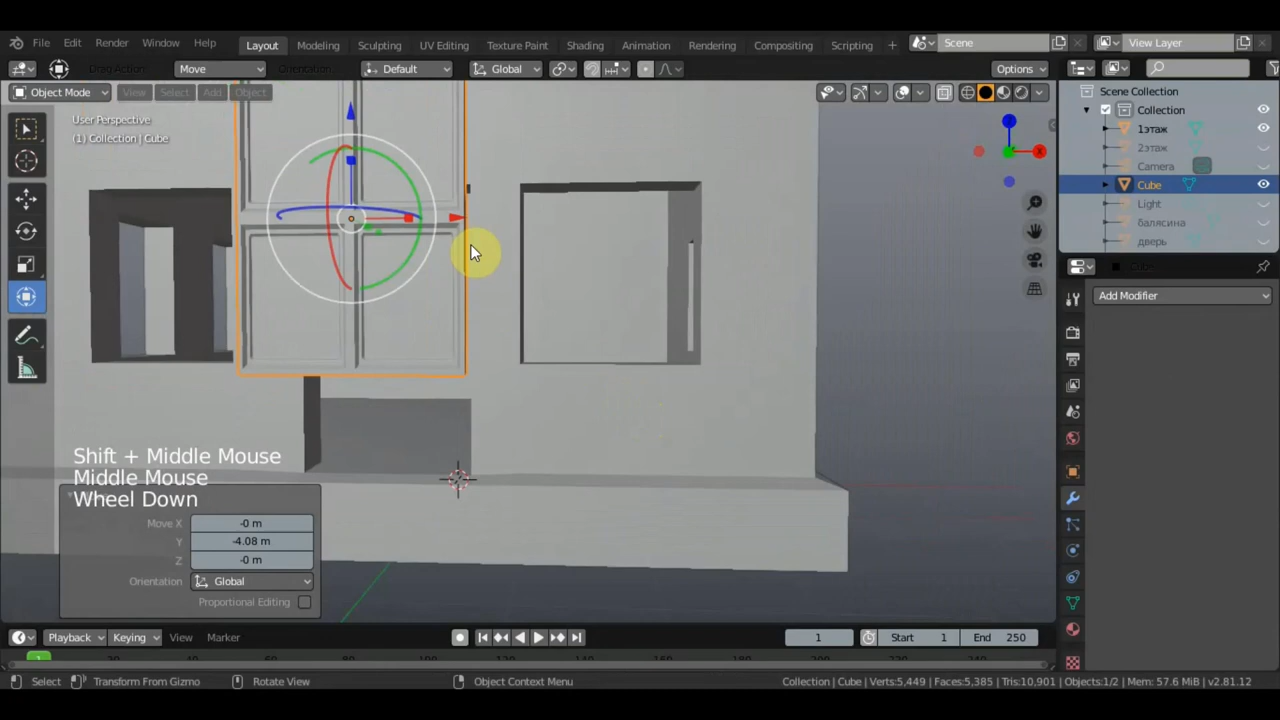 File Edit Render Window Help Layout Modeling Sculpting UV Editing Texture Paint Shading Animation Rendering Compositing Scripting + Scene View Layer
Drag Action: Move Orientation: Default Global Options
Object Mode View Select Add Object
User Perspective
(1) Collection | Cube
Scene Collection
Collection
1этаж
2этаж
Camera
Cube
Light
балясина
дверь
Cube
Add Modifier
X
Shift + Middle Mouse
Middle Mouse
Wheel Down
Move X -0 m
Y -4.08 m
Z -0 m
Orientation Global
Proportional Editing
Playback Keying View Marker 1 Start 1 End 250
Select Transform From Gizmo Rotate View Object Context Menu Collection | Cube | Verts:5,449 | Faces:5,385 | Tris:10,901 | Objects:1/2 | Mem: 57.6 MiB | v2.81.12